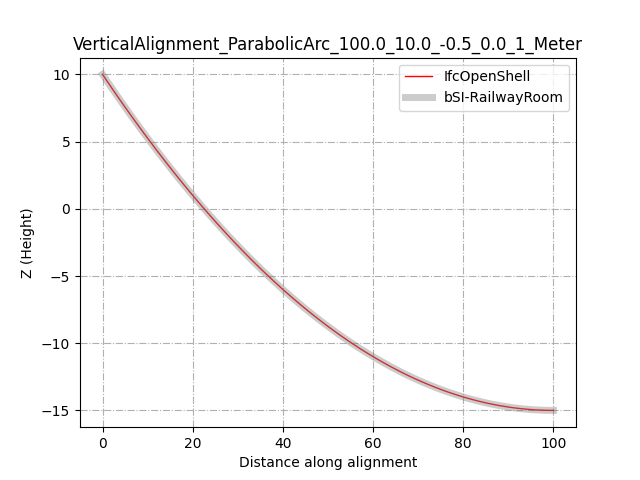 VerticalAlignment_ParabolicArc_100.0_10.0_-0.5_0.0_1_Meter
IfcOpenShell
bSI-RailwayRoom
10
5
0
−5
−10
−15
Z (Height)
0 20 40 60 80 100
Distance along alignment